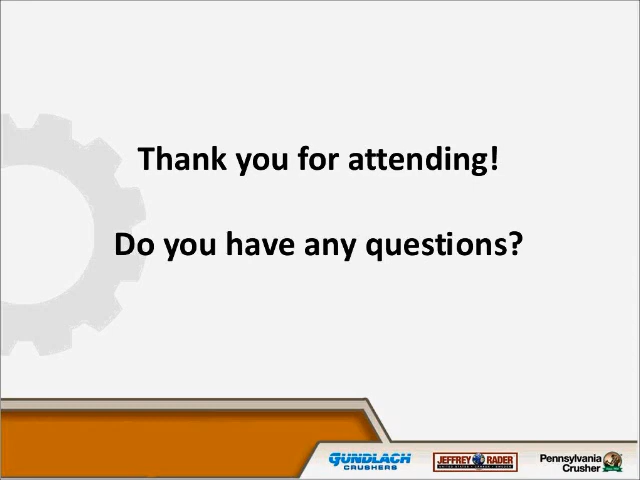 Thank you for attending!
Do you have any questions?
GUNDLACH
CRUSHERS
JEFFREY RADER
Pennsylvania
Crusher